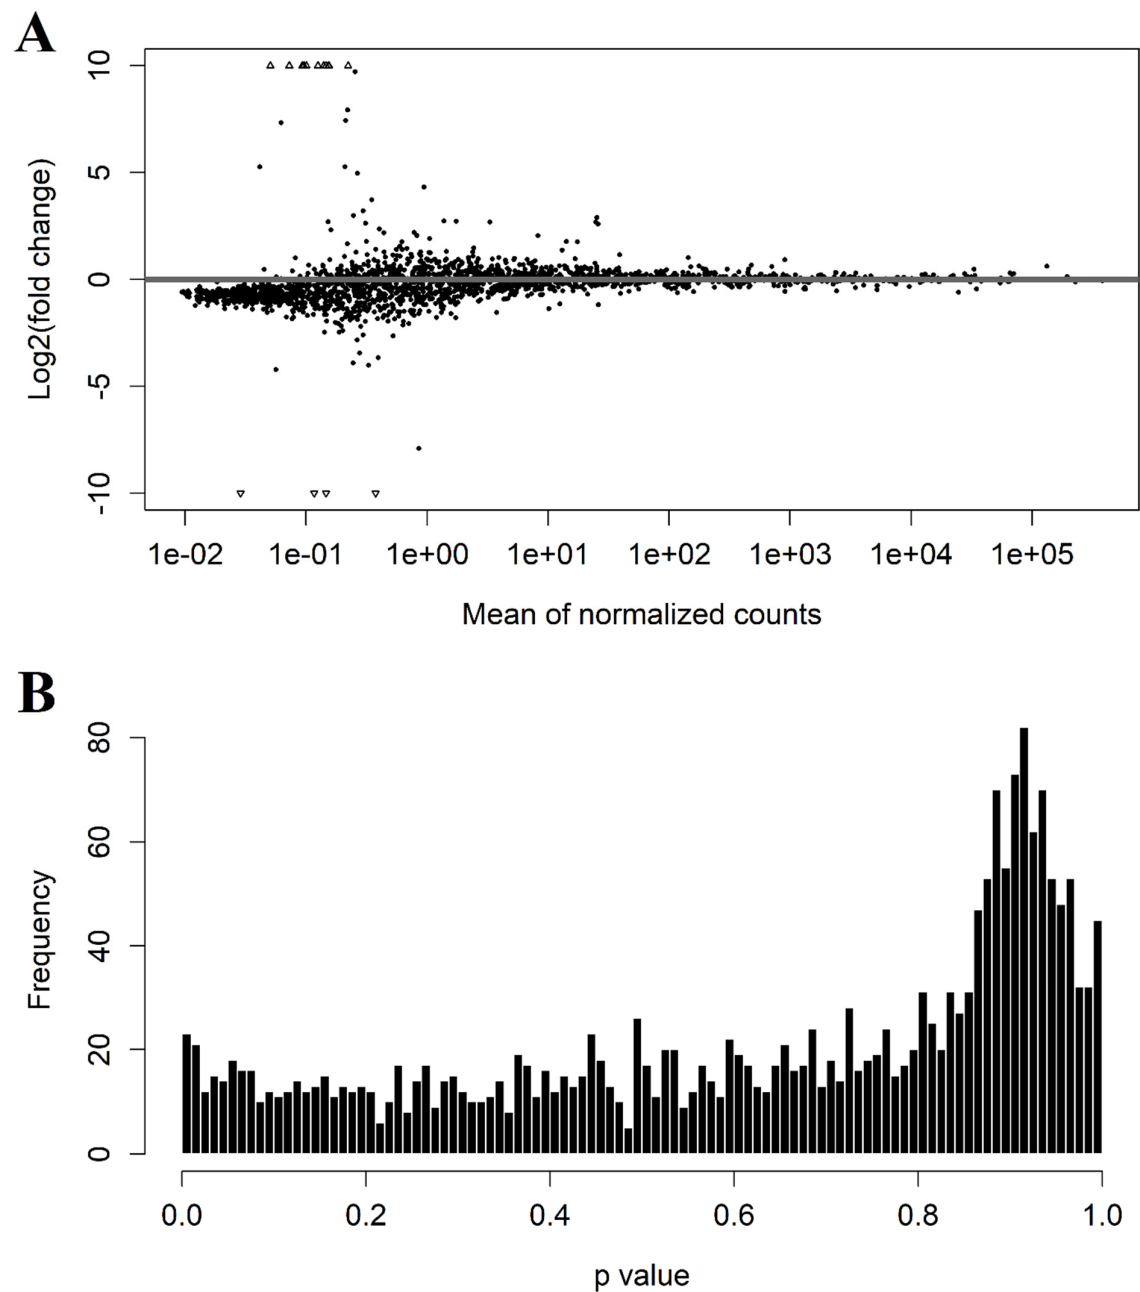 A
10
5
0
-5
-10
Log2(fold change)
1e-02 1e-01 1e+00 1e+01 1e+02 1e+03 1e+04 1e+05
Mean of normalized counts
B
80
60
40
20
0
Frequency
0.0 0.2 0.4 0.6 0.8 1.0
p value